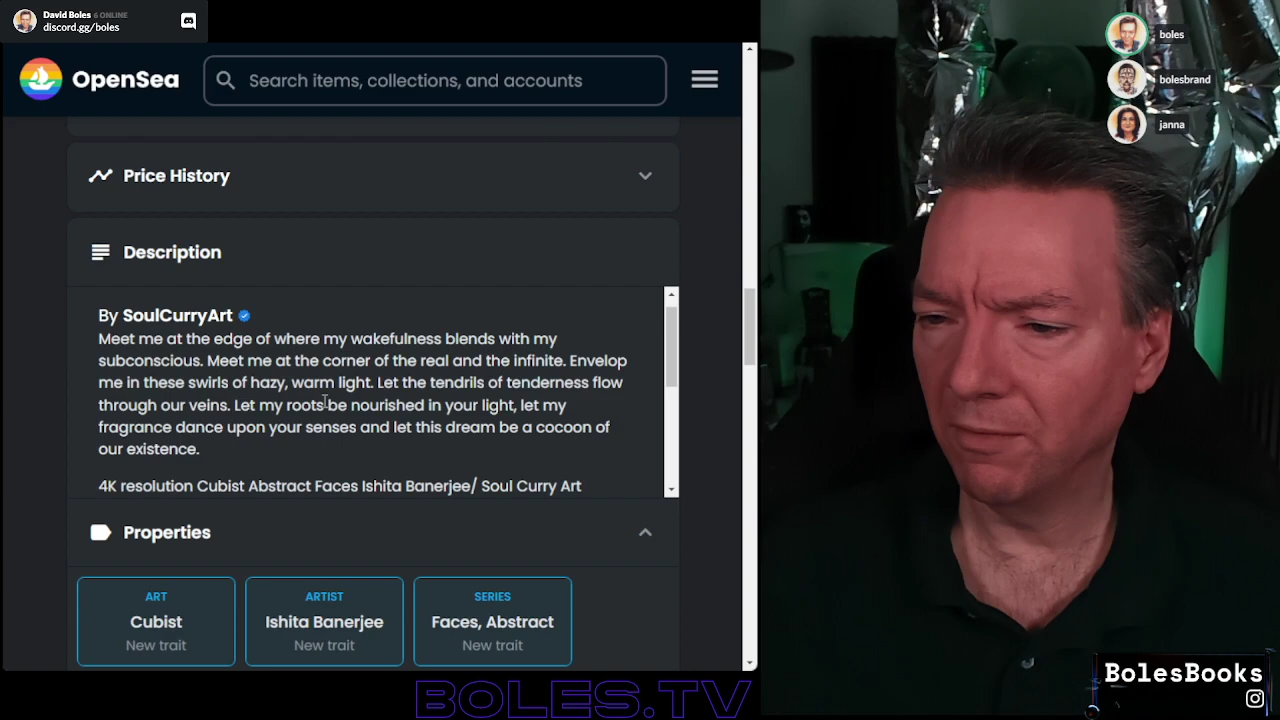 David Boles 6 ONLINE
discord.gg/boles
OpenSea
Search items, collections, and accounts
Price History
Description
By SoulCurryArt
Meet me at the edge of where my wakefulness blends with my
subconscious. Meet me at the corner of the real and the infinite. Envelop
me in these swirls of hazy, warm light. Let the tendrils of tenderness flow
through our veins. Let my roots be nourished in your light, let my
fragrance dance upon your senses and let this dream be a cocoon of
our existence.
4K resolution Cubist Abstract Faces Ishita Banerjee/ Soul Curry Art
Properties
ART
Cubist
New trait
ARTIST
Ishita Banerjee
New trait
SERIES
Faces, Abstract
New trait
boles
bolesbrand
janna
BOLES.TV
BolesBooks